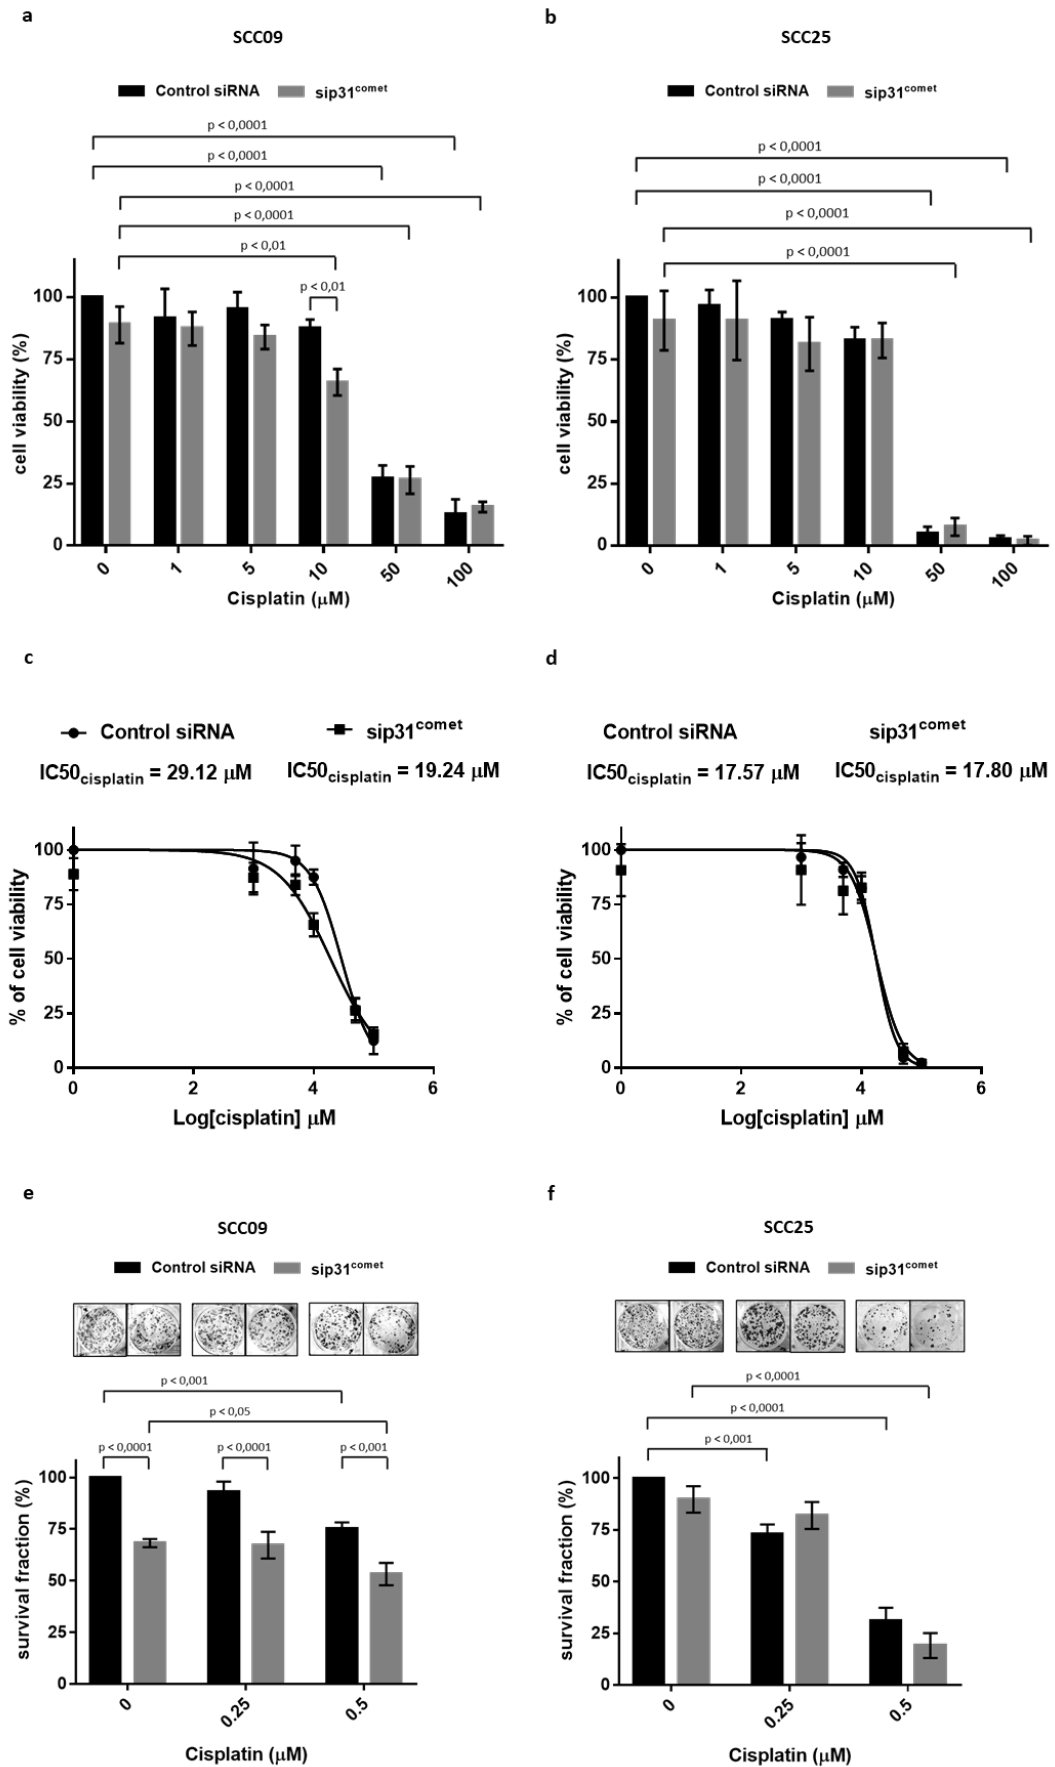 a
SCC09
Control siRNA sip31comet
p < 0,0001
p < 0,0001
p < 0,0001
p < 0,0001
p < 0,01
p < 0,01
100
75
50
25
0
cell viability (%)
0 1 5 10 50 100
Cisplatin (µM)
b
SCC25
Control siRNA sip31comet
p < 0,0001
p < 0,0001
p < 0,0001
p < 0,0001
100
75
50
25
0
cell viability (%)
0 1 5 10 50 100
Cisplatin (µM)
c
Control siRNA sip31comet
IC50cisplatin = 29.12 µM IC50cisplatin = 19.24 µM
100
75
50
25
0
% of cell viability
0 2 4 6
Log[cisplatin] µM
d
Control siRNA sip31comet
IC50cisplatin = 17.57 µM IC50cisplatin = 17.80 µM
100
75
50
25
0
% of cell viability
0 2 4 6
Log[cisplatin] µM
e
SCC09
Control siRNA sip31comet
p < 0,001
p < 0,05
p < 0,0001 p < 0,0001 p < 0,001
100
75
50
25
0
survival fraction (%)
0 0.25 0.5
Cisplatin (µM)
f
SCC25
Control siRNA sip31comet
p < 0,0001
p < 0,0001
p < 0,001
100
75
50
25
0
survival fraction (%)
0 0.25 0.5
Cisplatin (µM)